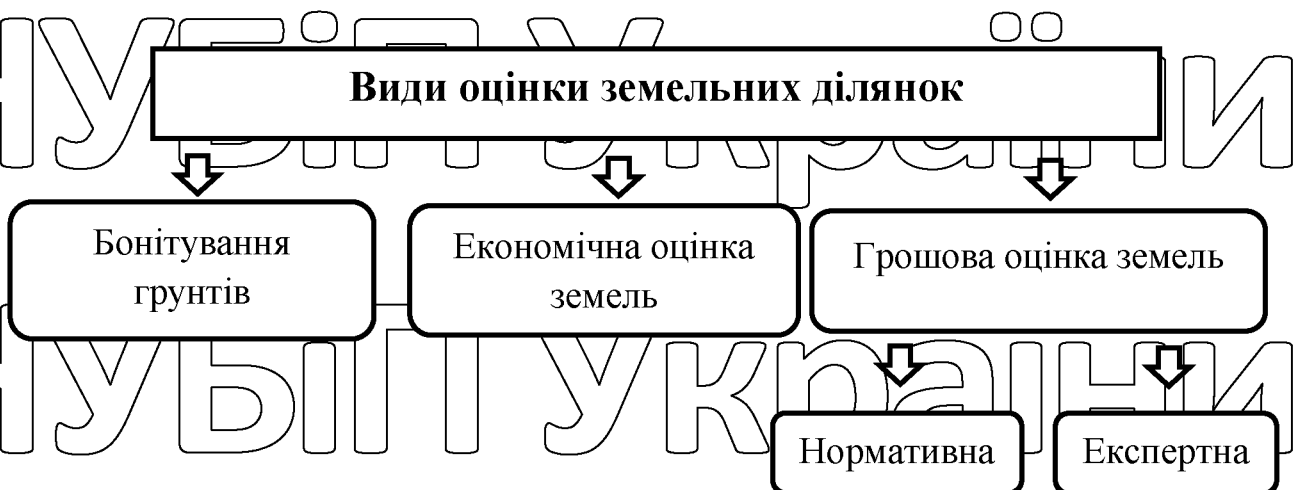 НУБіП України
Види оцінки земельних ділянок
Бонітування
грунтів
Економічна оцінка
земель
Грошова оцінка земель
НУБіП України
Нормативна
Експертна